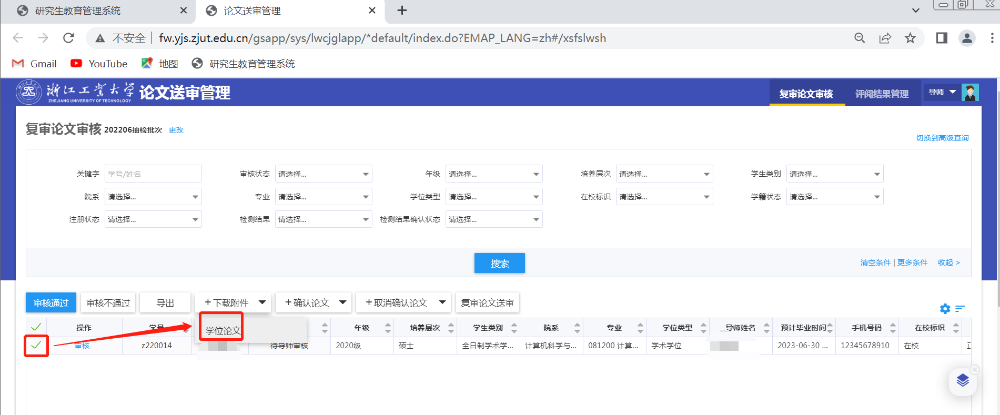 研究生教育管理系统
论文送审管理
不安全 | fw.yjs.zjut.edu.cn/gsapp/sys/lwcjglapp/*default/index.do?EMAP_LANG=zh#/xsfslwsh
Gmail YouTube 地图 研究生教育管理系统
浙江工业大学 ZHEJIANG UNIVERSITY OF TECHNOLOGY 论文送审管理 复审论文审核 评阅结果管理 导师
复审论文审核 202206抽检批次 更改
切换到高级查询
关键字 学号/姓名 审核状态 请选择... 年级 请选择... 培养层次 请选择... 学生类别 请选择...
院系 请选择... 专业 请选择... 学位类型 请选择... 在校标识 请选择... 学籍状态 请选择...
注册状态 请选择... 检测结果 请选择... 检测结果确认状态 请选择...
搜索 清空条件 | 更多条件 收起 >
审核通过 审核不通过 导出 +下载附件 +确认论文 +取消确认论文 复审论文送审
学位论文
操作 学号 年级 培养层次 学生类别 院系 专业 学位类型 导师姓名 预计毕业时间 手机号码 在校标识
审核 z220014 待导师审核 2020级 硕士 全日制学术学... 计算机科学与... 081200 计算... 学术学位 2023-06-30 ... 12345678910 在校